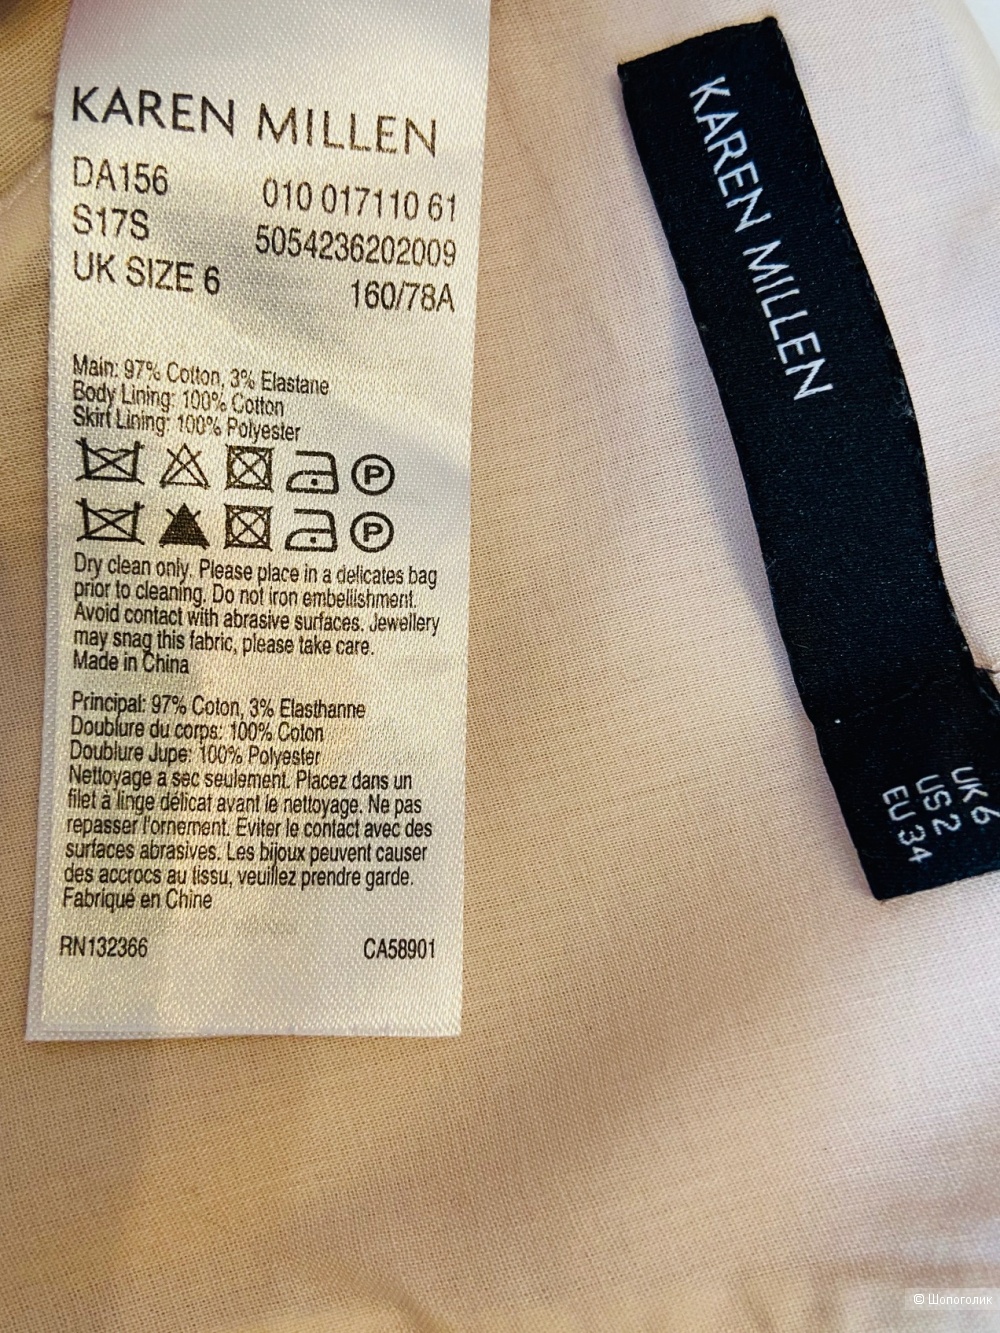 KAREN MILLEN
DA156 010 017110 61
S17S 5054236202009
UK SIZE 6 160/78A
Main: 97% Cotton, 3% Elastane
Body Lining: 100% Cotton
Skirt Lining: 100% Polyester
P
P
Dry clean only. Please place in a delicates bag
prior to cleaning. Do not iron embellishment.
Avoid contact with abrasive surfaces. Jewellery
may snag this fabric, please take care.
Made in China
Principal: 97% Coton, 3% Elasthanne
Doublure du corps: 100% Coton
Doublure Jupe: 100% Polyester
Nettoyage a sec seulement. Placez dans un
filet à linge délicat avant le nettoyage. Ne pas
repasser l'ornement. Eviter le contact avec des
surfaces abrasives. Les bijoux peuvent causer
des accrocs au tissu, veuillez prendre garde.
Fabriqué en Chine
RN132366 CA58901
KAREN MILLEN
UK 6
US 2
EU 34
© Шопоголик